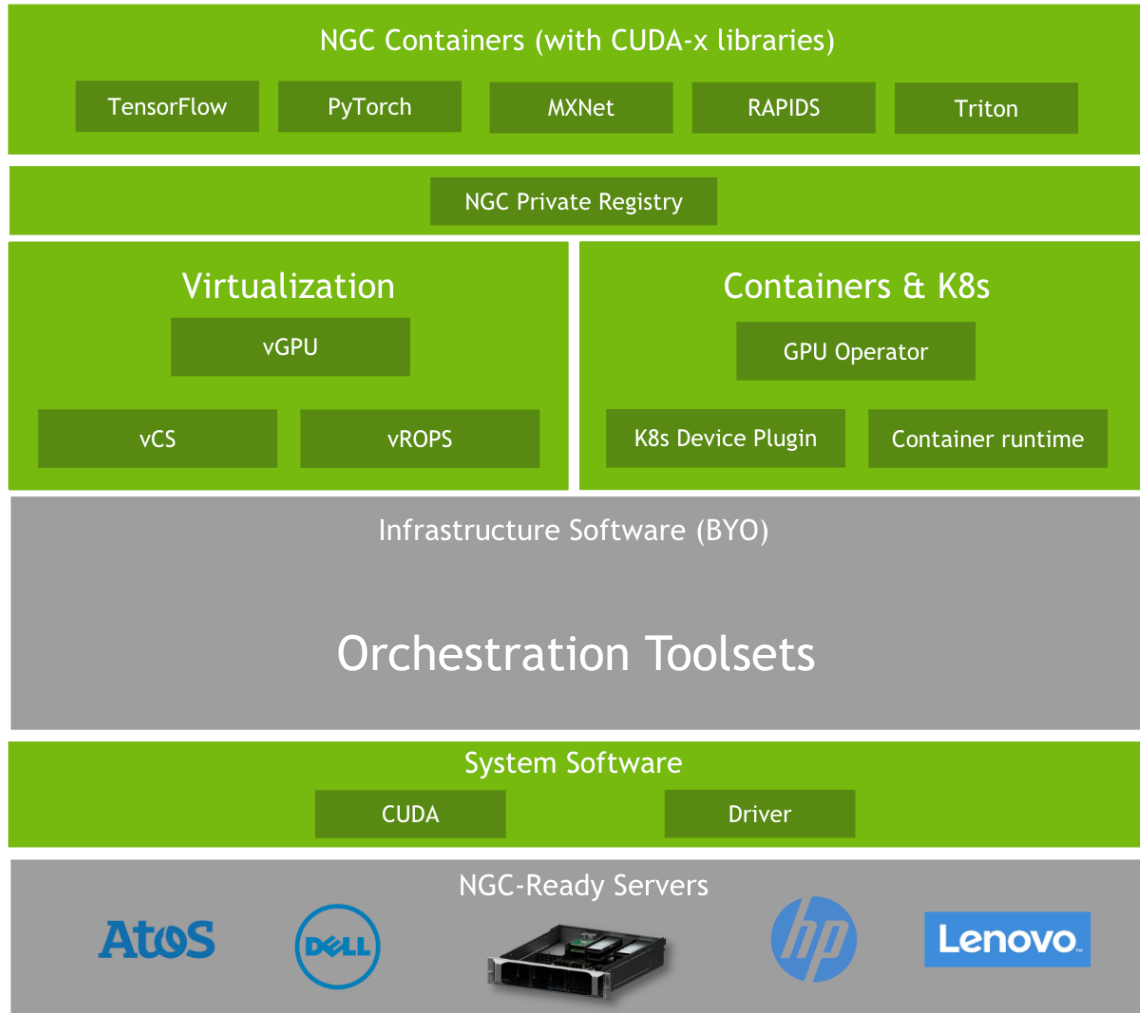 NGC Containers (with CUDA-x libraries)
TensorFlow
PyTorch
MXNet
RAPIDS
Triton
NGC Private Registry
Virtualization
vGPU
vCS
vROPS
Containers & K8s
GPU Operator
K8s Device Plugin
Container runtime
Infrastructure Software (BYO)
Orchestration Toolsets
System Software
CUDA
Driver
NGC-Ready Servers
Atos
DELL
hp
Lenovo